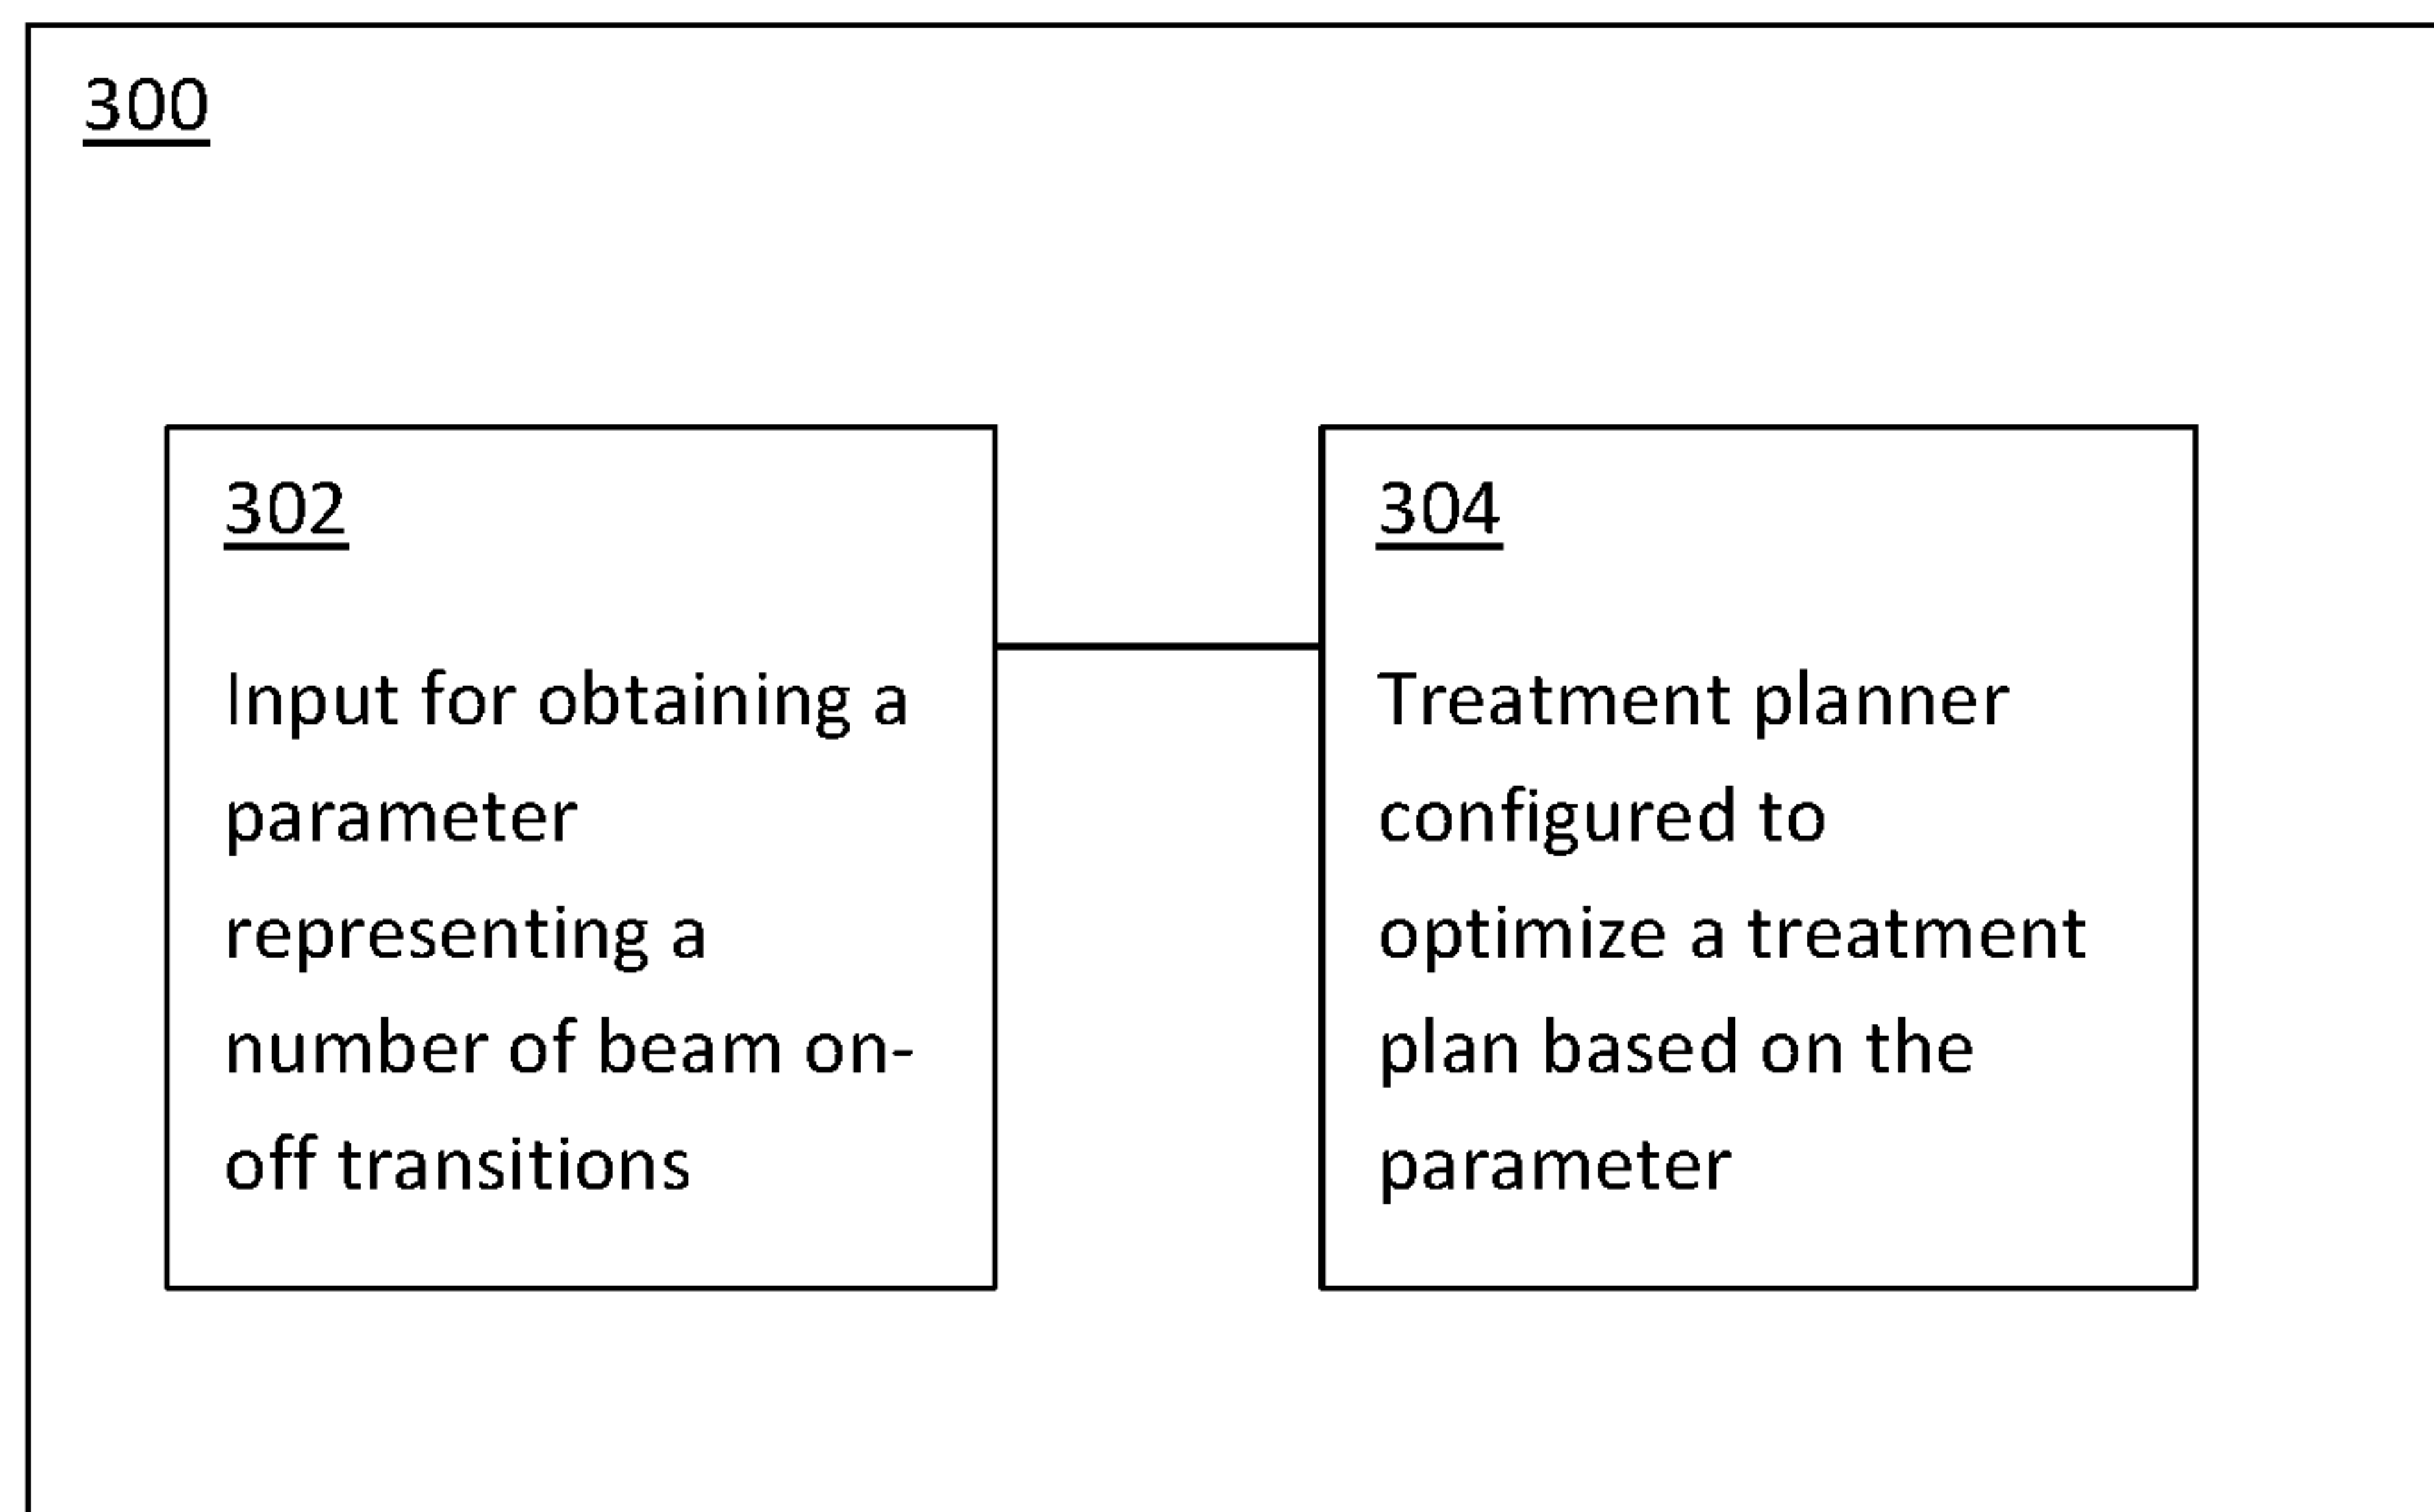 300
302
Input for obtaining a
parameter
representing a
number of beam on-
off transitions
304
Treatment planner
configured to
optimize a treatment
plan based on the
parameter